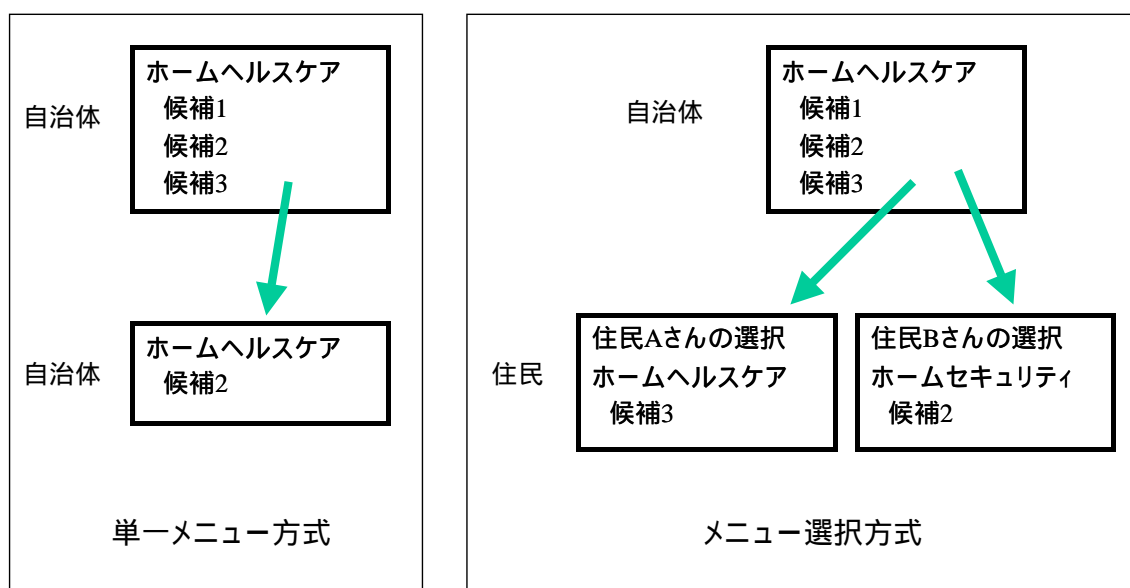 自治体
ホームヘルスケア
候補1
候補2
候補3
自治体
ホームヘルスケア
候補2
単一メニュー方式
自治体
ホームヘルスケア
候補1
候補2
候補3
住民
住民Aさんの選択
ホームヘルスケア
候補3
住民Bさんの選択
ホームセキュリティ
候補2
メニュー選択方式